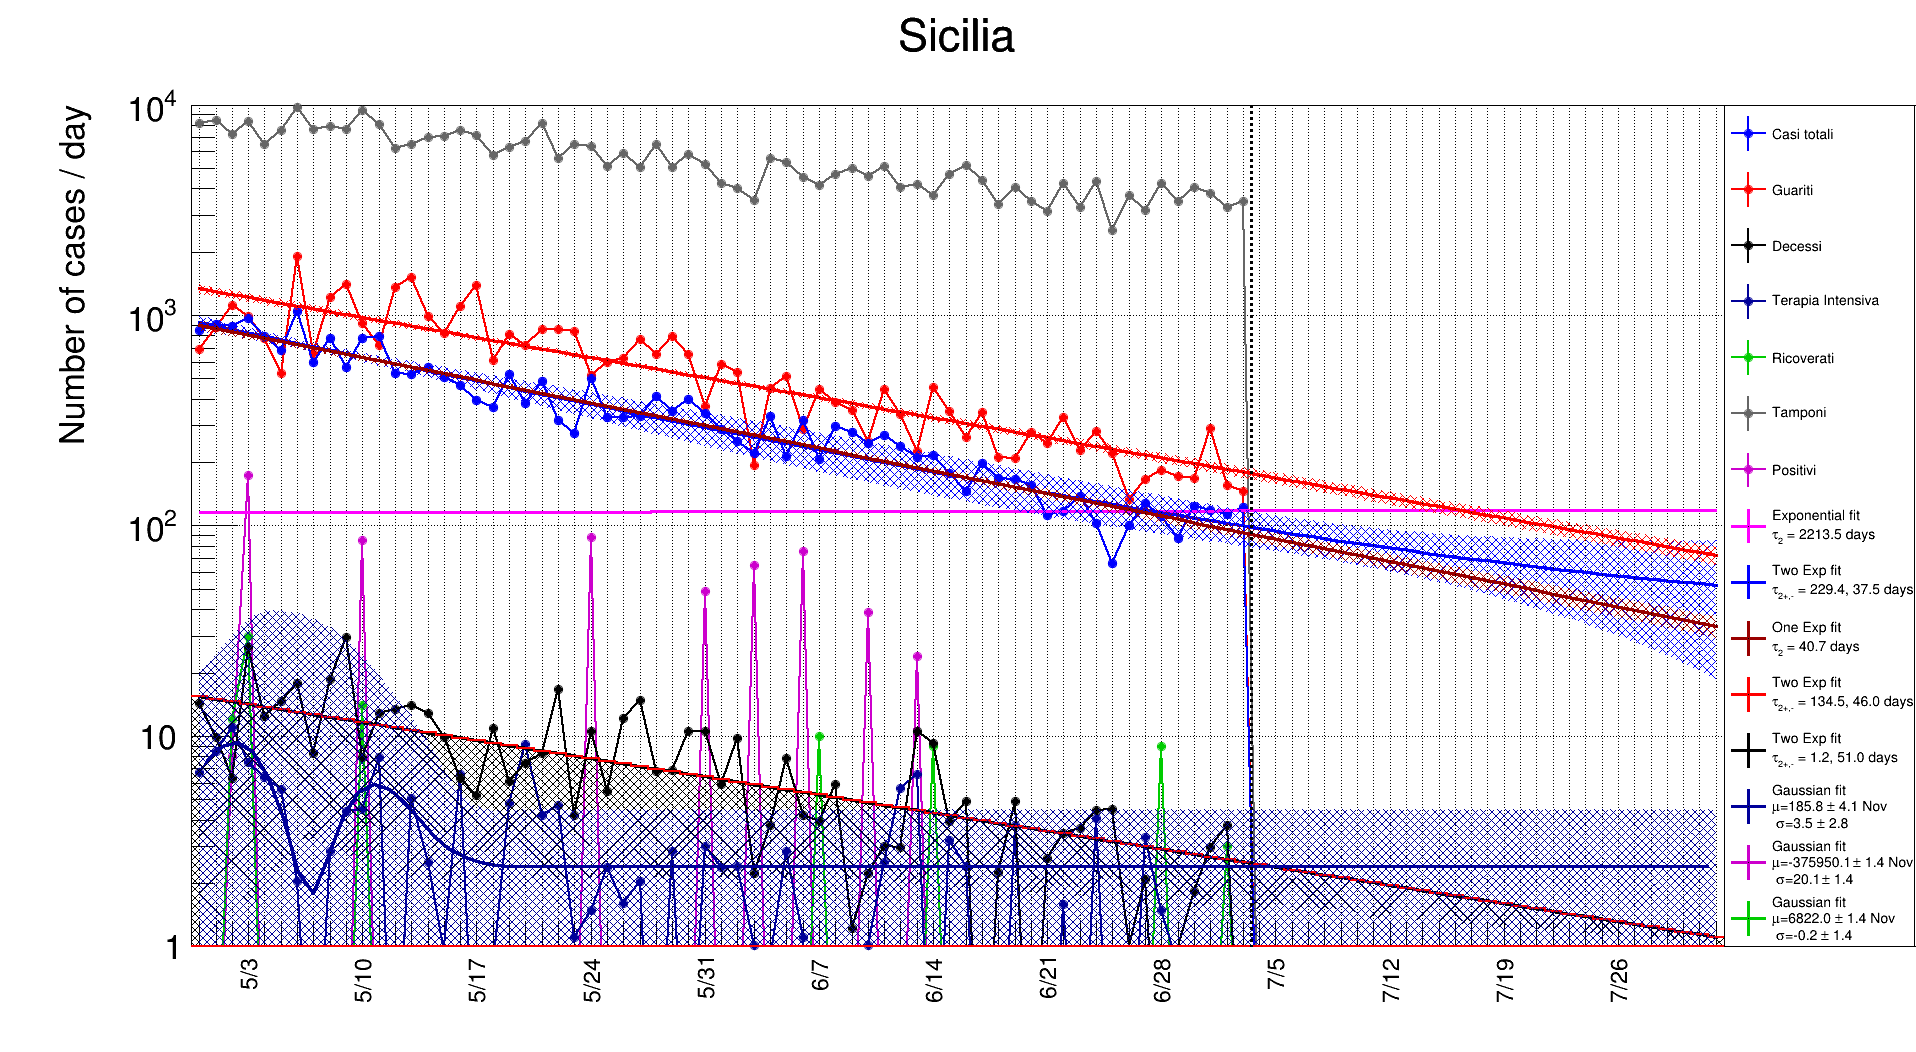 Sicilia
Number of cases / day
10⁴
10³
10²
10
1
5/3
5/10
5/17
5/24
5/31
6/7
6/14
6/21
6/28
7/5
7/12
7/19
7/26
Casi totali
Guariti
Decessi
Terapia Intensiva
Ricoverati
Tamponi
Positivi
Exponential fit
τ₂ = 2213.5 days
Two Exp fit
τ₂₊,₋ = 229.4, 37.5 days
One Exp fit
τ₂ = 40.7 days
Two Exp fit
τ₂₊,₋ = 134.5, 46.0 days
Two Exp fit
τ₂₊,₋ = 1.2, 51.0 days
Gaussian fit
μ=185.8 ± 4.1 Nov
σ=3.5 ± 2.8
Gaussian fit
μ=-375950.1 ± 1.4 Nov
σ=20.1 ± 1.4
Gaussian fit
μ=6822.0 ± 1.4 Nov
σ=-0.2 ± 1.4